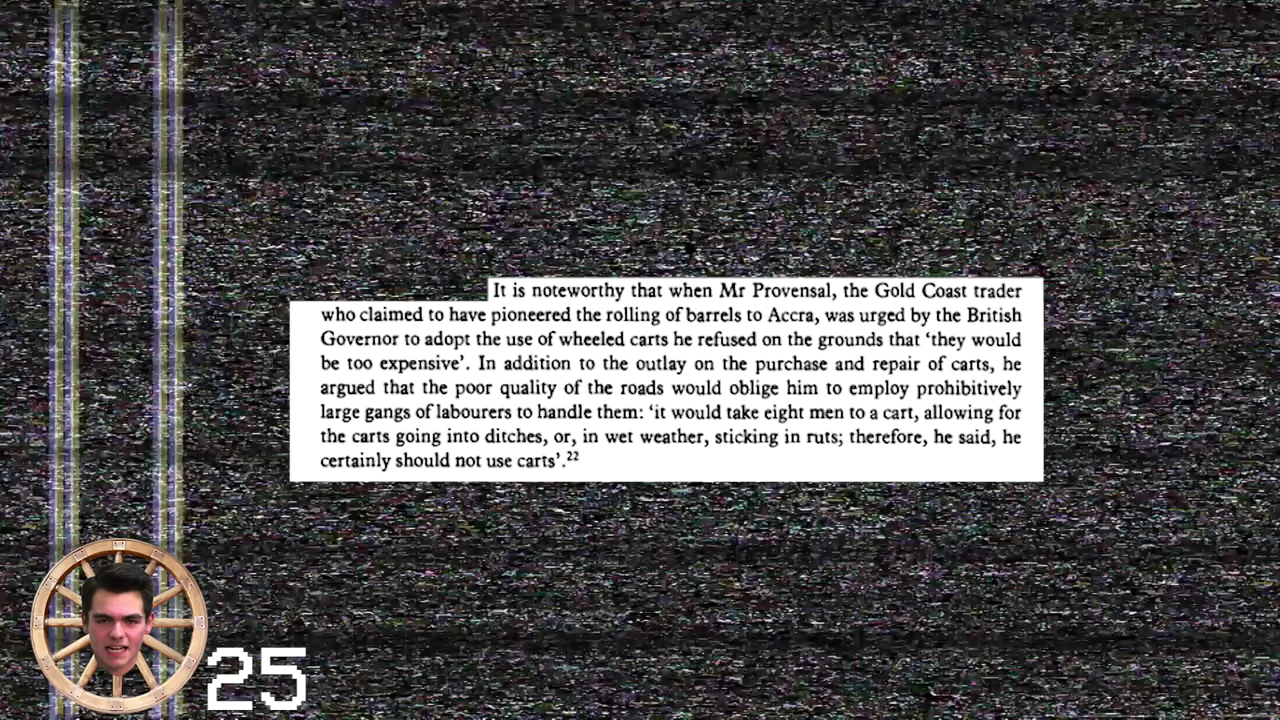 It is noteworthy that when Mr Provensal, the Gold Coast trader
who claimed to have pioneered the rolling of barrels to Accra, was urged by the British
Governor to adopt the use of wheeled carts he refused on the grounds that ‘they would
be too expensive’. In addition to the outlay on the purchase and repair of carts, he
argued that the poor quality of the roads would oblige him to employ prohibitively
large gangs of labourers to handle them: ‘it would take eight men to a cart, allowing for
the carts going into ditches, or, in wet weather, sticking in ruts; therefore, he said, he
certainly should not use carts’.²²
25